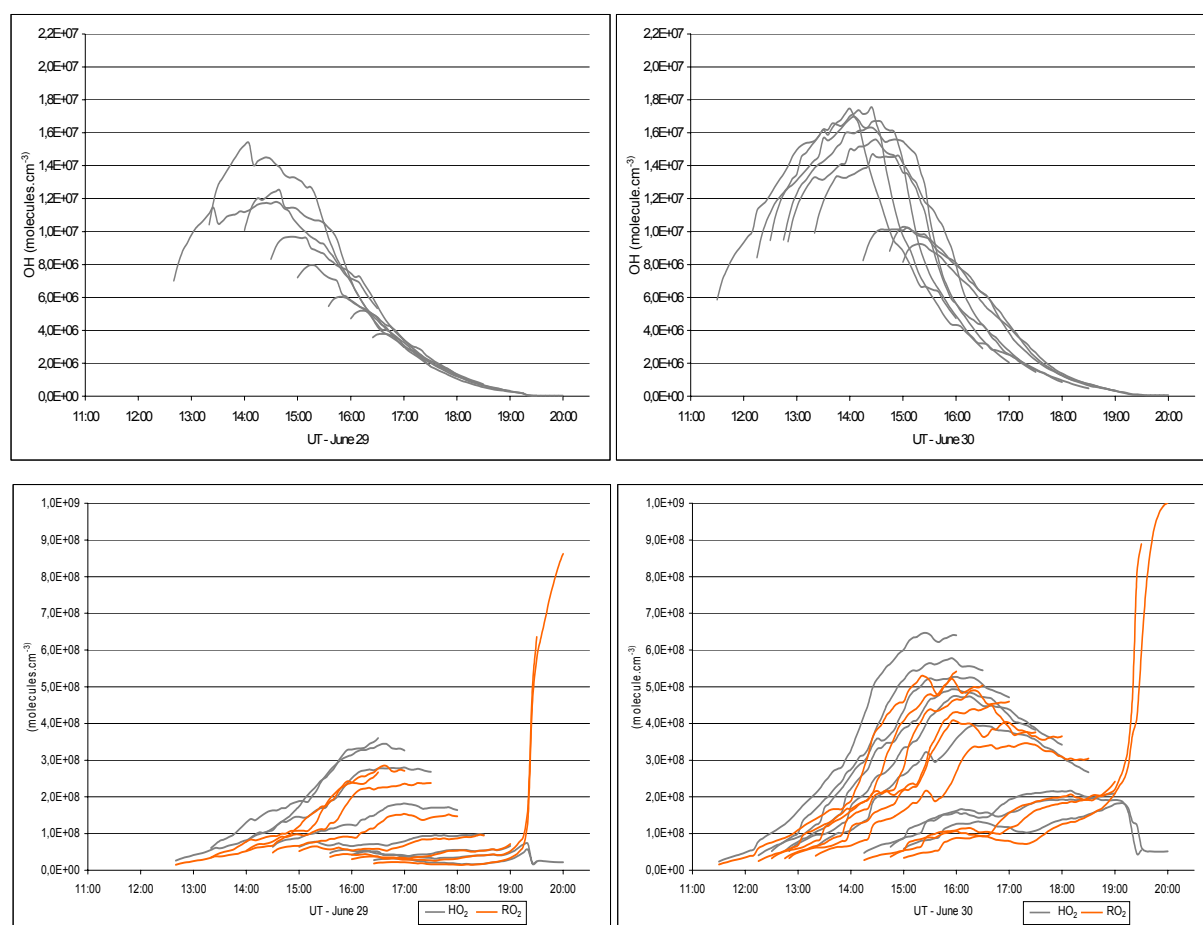 2,2E+07
2,0E+07
1,8E+07
1,6E+07
1,4E+07
1,2E+07
1,0E+07
8,0E+06
6,0E+06
4,0E+06
2,0E+06
0,0E+00
OH (molecules.cm⁻³)
11:00 12:00 13:00 14:00 15:00 16:00 17:00 18:00 19:00 20:00
UT - June 29
2,2E+07
2,0E+07
1,8E+07
1,6E+07
1,4E+07
1,2E+07
1,0E+07
8,0E+06
6,0E+06
4,0E+06
2,0E+06
0,0E+00
OH (molecule.cm⁻³)
11:00 12:00 13:00 14:00 15:00 16:00 17:00 18:00 19:00 20:00
UT - June 30
1,0E+09
9,0E+08
8,0E+08
7,0E+08
6,0E+08
5,0E+08
4,0E+08
3,0E+08
2,0E+08
1,0E+08
0,0E+00
(molecules.cm⁻³)
11:00 12:00 13:00 14:00 15:00 16:00 17:00 18:00 19:00 20:00
UT - June 29
HO₂ RO₂
1,0E+09
9,0E+08
8,0E+08
7,0E+08
6,0E+08
5,0E+08
4,0E+08
3,0E+08
2,0E+08
1,0E+08
0,0E+00
(molecule.cm⁻³)
11:00 12:00 13:00 14:00 15:00 16:00 17:00 18:00 19:00 20:00
UT - June 30
HO₂ RO₂